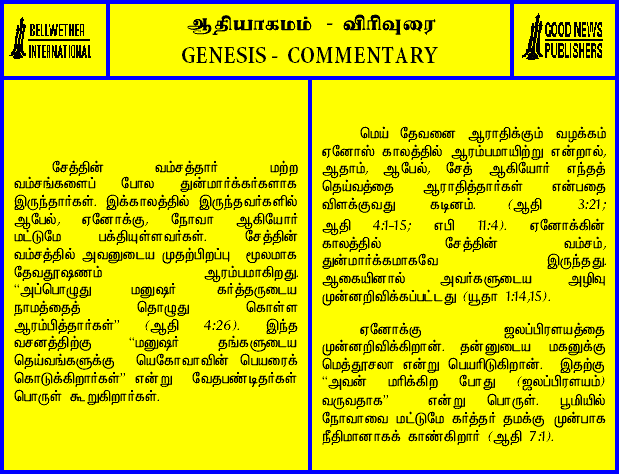 BELLWETHER
INTERNATIONAL
ஆதியாகமம் - விரிவுரை
GENESIS - COMMENTARY
GOOD NEWS
PUBLISHERS
சேத்தின் வம்சத்தார் மற்ற
வம்சங்களைப் போல துன்மார்க்கர்களாக
இருந்தார்கள். இக்காலத்தில் இருந்தவர்களில்
ஆபேல், ஏனோக்கு, நோவா ஆகியோர்
மட்டுமே பக்தியுள்ளவர்கள். சேத்தின்
வம்சத்தில் அவனுடைய முதற்பிறப்பு மூலமாக
தேவதூஷணம் ஆரம்பமாகிறது.
“அப்பொழுது மனுஷர் கர்த்தருடைய
நாமத்தைத் தொழுது கொள்ள
ஆரம்பித்தார்கள்” (ஆதி 4:26). இந்த
வசனத்திற்கு “மனுஷர் தங்களுடைய
தெய்வங்களுக்கு யெகோவாவின் பெயரைக்
கொடுக்கிறார்கள்” என்று வேதபண்டிதர்கள்
பொருள் கூறுகிறார்கள்.
மெய் தேவனை ஆராதிக்கும் வழக்கம்
ஏனோஸ் காலத்தில் ஆரம்பமாயிற்று என்றால்,
ஆதாம், ஆபேல், சேத் ஆகியோர் எந்தத்
தெய்வத்தை ஆராதித்தார்கள் என்பதை
விளக்குவது கடினம். (ஆதி 3:21;
ஆதி 4:1-15; எபி 11:4). ஏனோக்கின்
காலத்தில் சேத்தின் வம்சம்,
துன்மார்க்கமாகவே இருந்தது.
ஆகையினால் அவர்களுடைய அழிவு
முன்னறிவிக்கப்பட்டது (யூதா 1:14,15).
ஏனோக்கு ஜலப்பிரளயத்தை
முன்னறிவிக்கிறான். தன்னுடைய மகனுக்கு
மெத்தூசலா என்று பெயரிடுகிறான். இதற்கு
“அவன் மரிக்கிற போது (ஜலப்பிரளயம்)
வருவதாக” என்று பொருள். பூமியில்
நோவாவை மட்டுமே கர்த்தர் தமக்கு முன்பாக
நீதிமானாகக் காண்கிறார் (ஆதி 7:1).